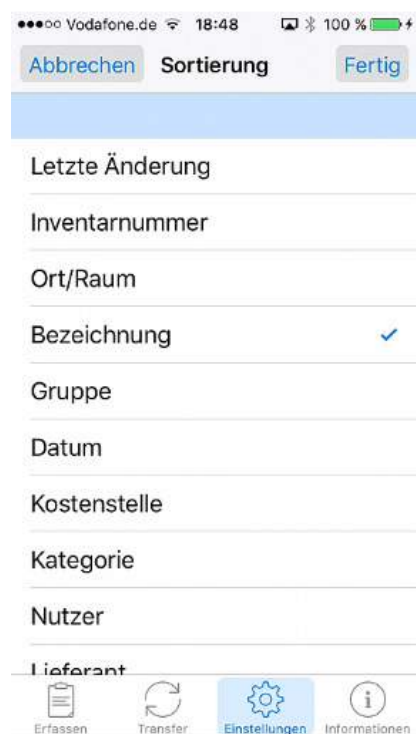 Vodafone.de 18:48 100 %
Abbrechen Sortierung Fertig
Letzte Änderung
Inventarnummer
Ort/Raum
Bezeichnung
Gruppe
Datum
Kostenstelle
Kategorie
Nutzer
Lieferant
Erfassen Transfer Einstellungen Informationen